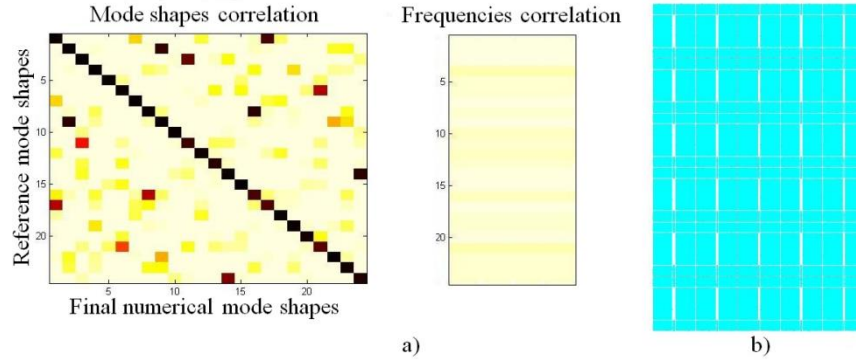 Mode shapes correlation
Frequencies correlation
Reference mode shapes
5
10
15
20
5
10
15
20
Final numerical mode shapes
5
10
15
20
a)
b)